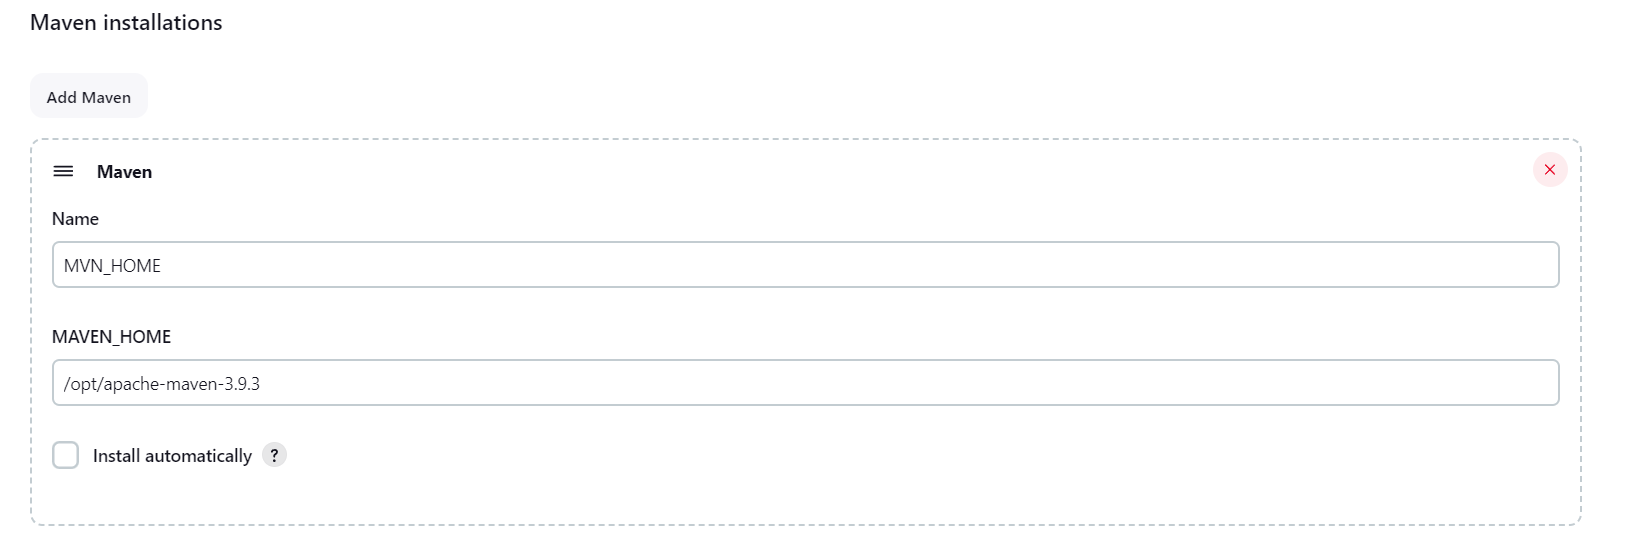 Maven installations
Add Maven
Maven
Name
MVN_HOME
MAVEN_HOME
/opt/apache-maven-3.9.3
Install automatically ?